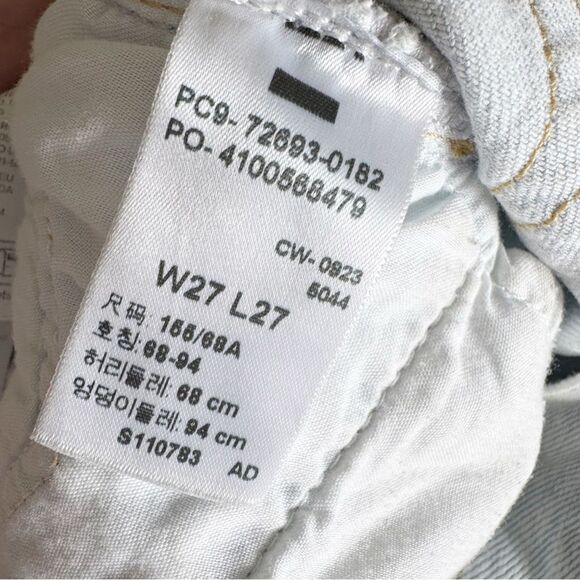 PC9- 72693-0182
PO- 4100568479
CW- 0923
5044
W27 L27
尺码: 155/68A
호칭: 68-94
허리둘레: 68 cm
엉덩이둘레: 94 cm
S110783 AD